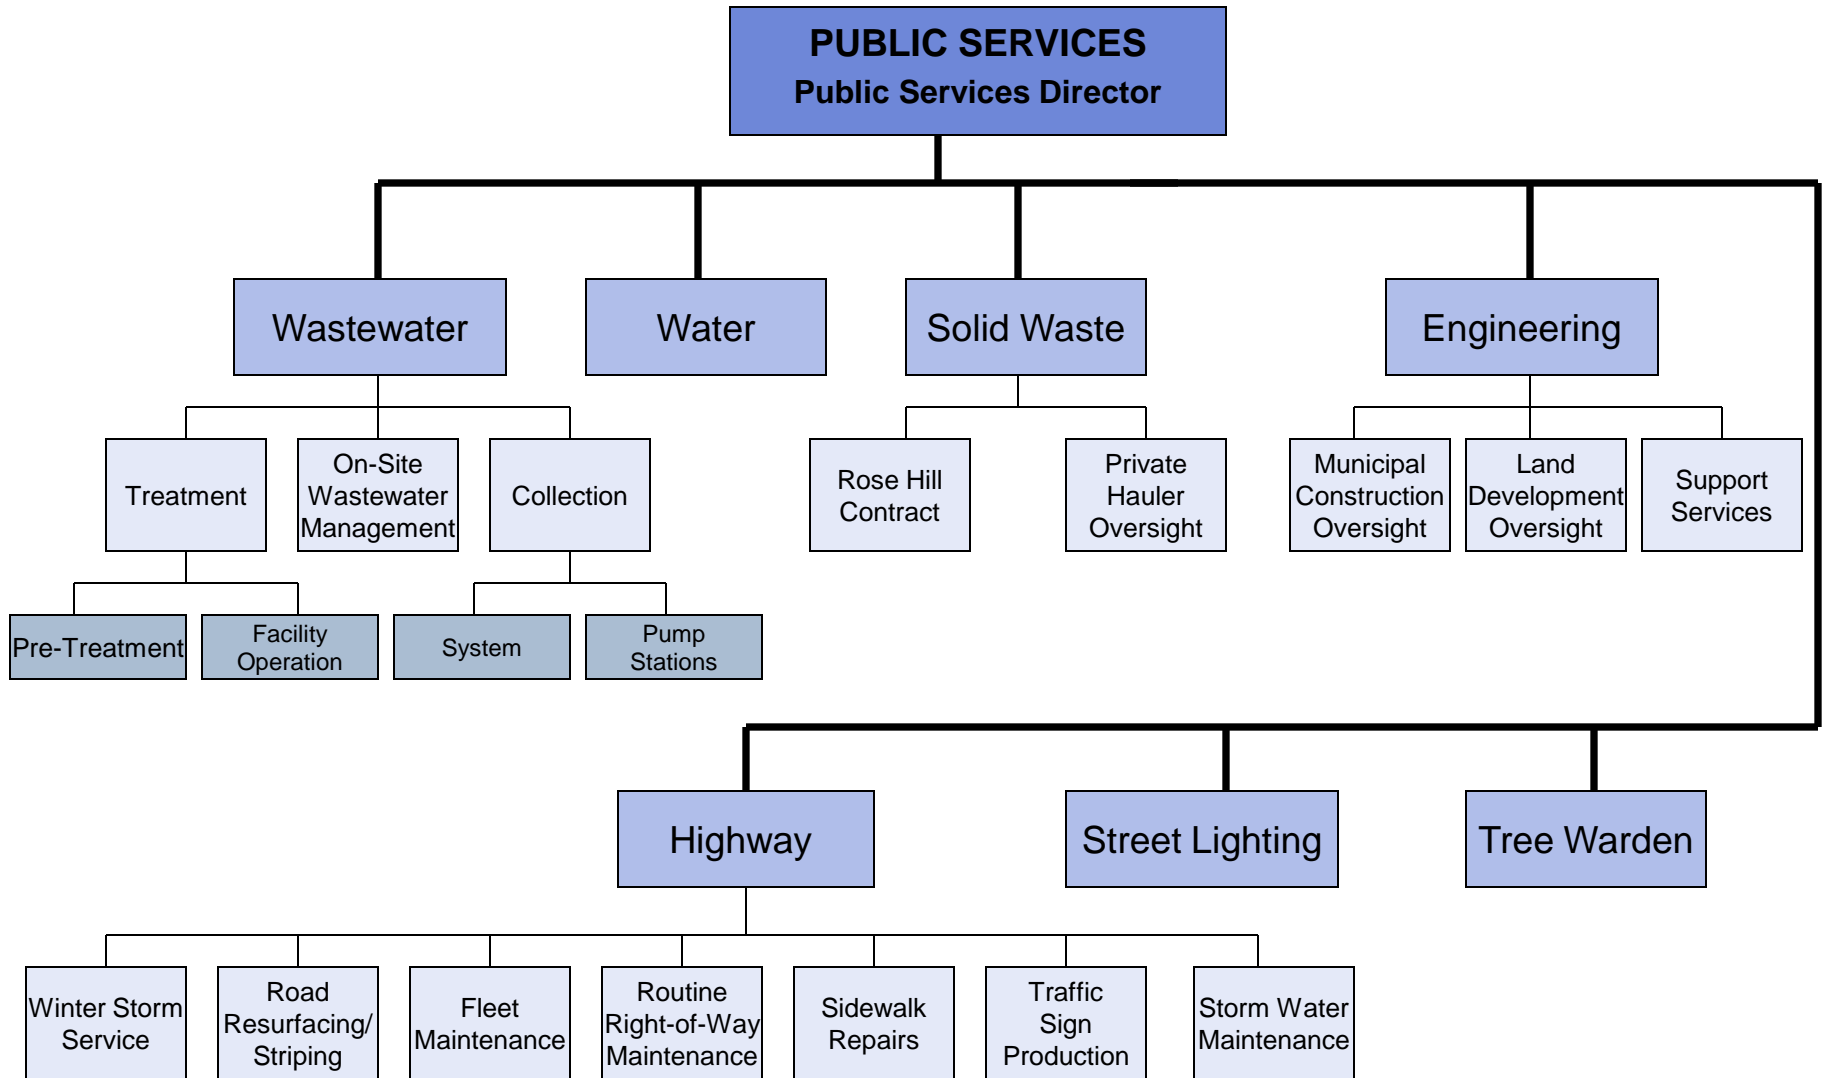 PUBLIC SERVICES
Public Services Director
Wastewater
Water
Solid Waste
Engineering
Treatment
On-Site
Wastewater
Management
Collection
Rose Hill
Contract
Private
Hauler
Oversight
Municipal
Construction
Oversight
Land
Development
Oversight
Support
Services
Pre-Treatment
Facility
Operation
System
Pump
Stations
Highway
Street Lighting
Tree Warden
Winter Storm
Service
Road
Resurfacing/
Striping
Fleet
Maintenance
Routine
Right-of-Way
Maintenance
Sidewalk
Repairs
Traffic
Sign
Production
Storm Water
Maintenance